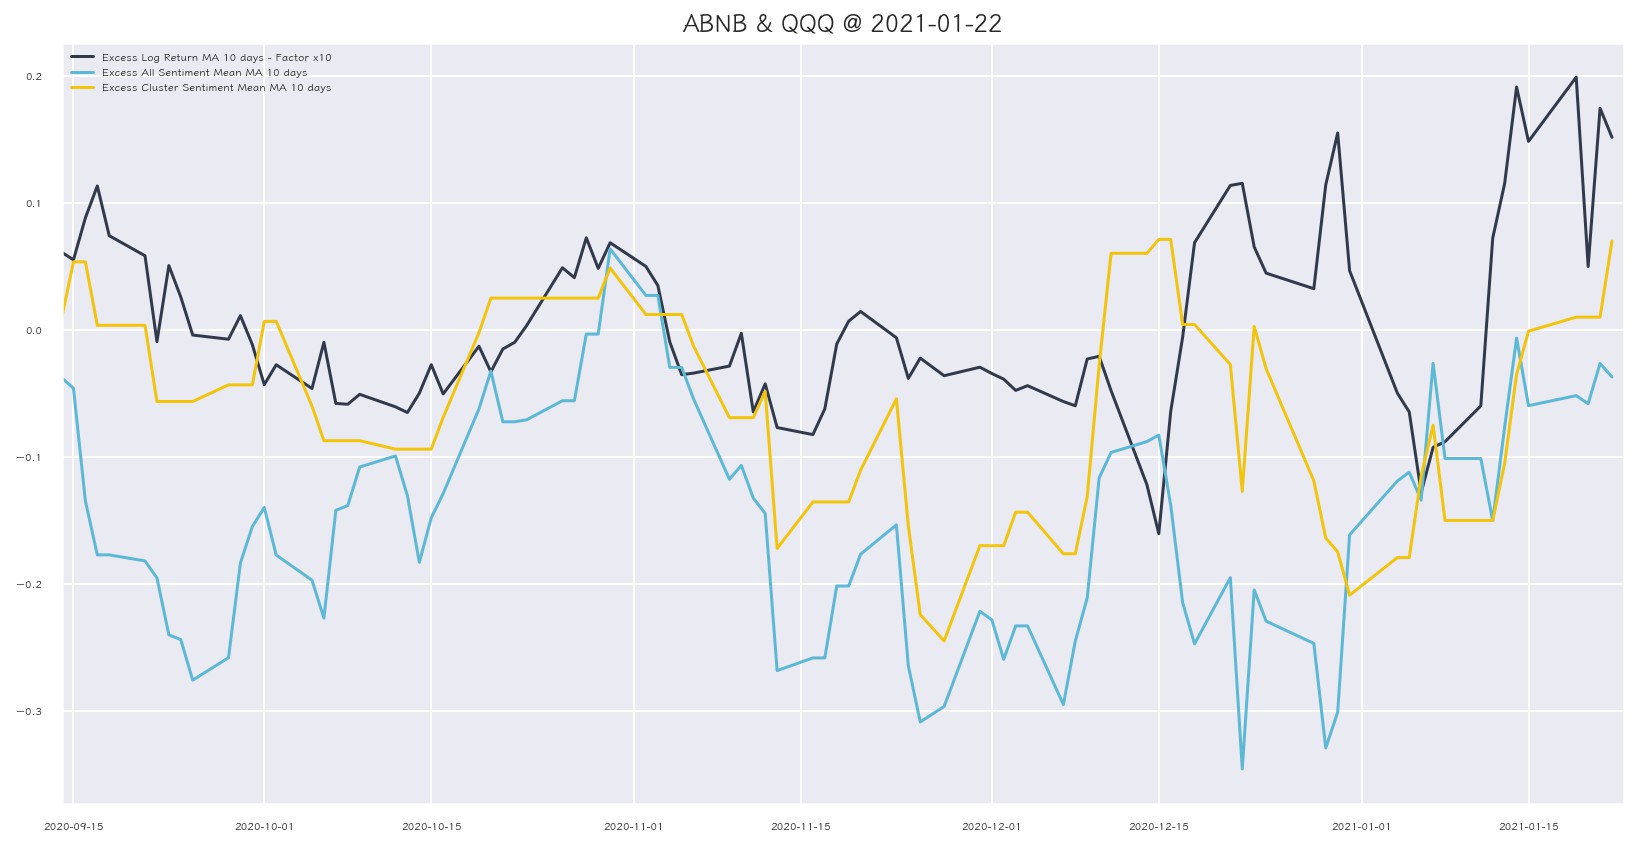 ABNB & QQQ @ 2021-01-22
Excess Log Return MA 10 days - Factor x10
Excess All Sentiment Mean MA 10 days
Excess Cluster Sentiment Mean MA 10 days
0.2
0.1
0.0
−0.1
−0.2
−0.3
2020-09-15 2020-10-01 2020-10-15 2020-11-01 2020-11-15 2020-12-01 2020-12-15 2021-01-01 2021-01-15